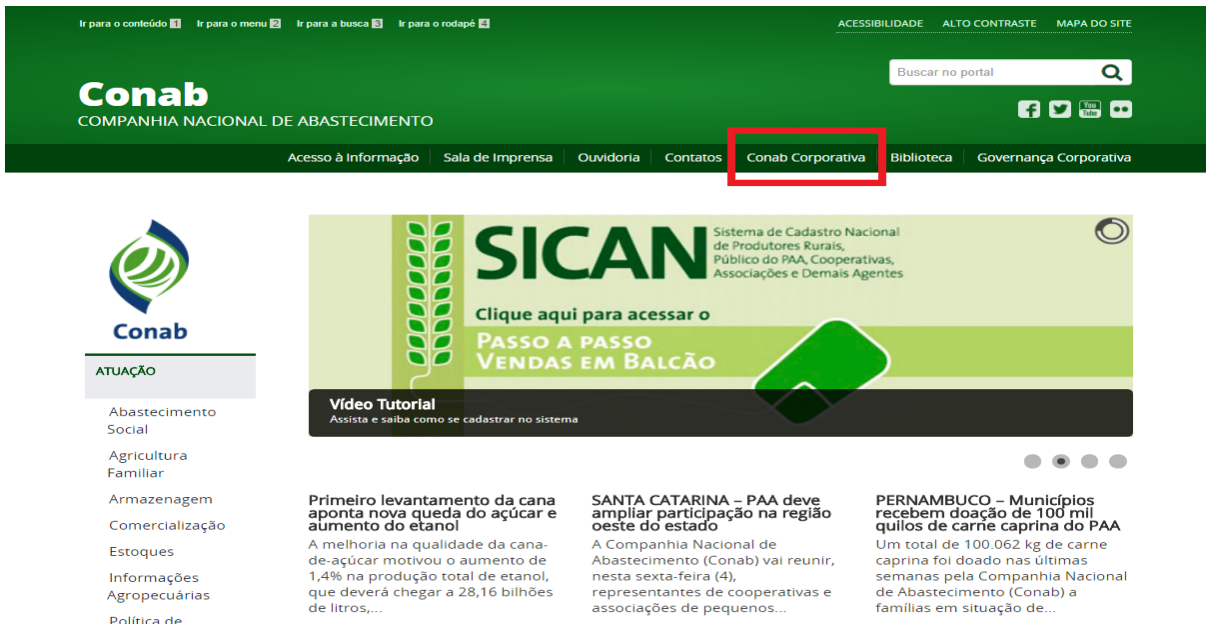 Ir para o conteúdo 1 Ir para o menu 2 Ir para a busca 3 Ir para o rodapé 4
ACESSIBILIDADE ALTO CONTRASTE MAPA DO SITE
Buscar no portal
Conab
COMPANHIA NACIONAL DE ABASTECIMENTO
You
Tube
Acesso à Informação Sala de Imprensa Ouvidoria Contatos Conab Corporativa Biblioteca Governança Corporativa
Conab
ATUAÇÃO
Abastecimento
Social
Agricultura
Familiar
Armazenagem
Comercialização
Estoques
Informações
Agropecuárias
Política de
SICAN
Sistema de Cadastro Nacional
de Produtores Rurais,
Público do PAA, Cooperativas,
Associações e Demais Agentes
Clique aqui para acessar o
PASSO A PASSO
VENDAS EM BALCÃO
Vídeo Tutorial
Assista e saiba como se cadastrar no sistema
Primeiro levantamento da cana
aponta nova queda do açúcar e
aumento do etanol
A melhoria na qualidade da cana-
de-açúcar motivou o aumento de
1,4% na produção total de etanol,
que deverá chegar a 28,16 bilhões
de litros,...
SANTA CATARINA – PAA deve
ampliar participação na região
oeste do estado
A Companhia Nacional de
Abastecimento (Conab) vai reunir,
nesta sexta-feira (4),
representantes de cooperativas e
associações de pequenos...
PERNAMBUCO – Municípios
recebem doação de 100 mil
quilos de carne caprina do PAA
Um total de 100.062 kg de carne
caprina foi doado nas últimas
semanas pela Companhia Nacional
de Abastecimento (Conab) a
famílias em situação de...